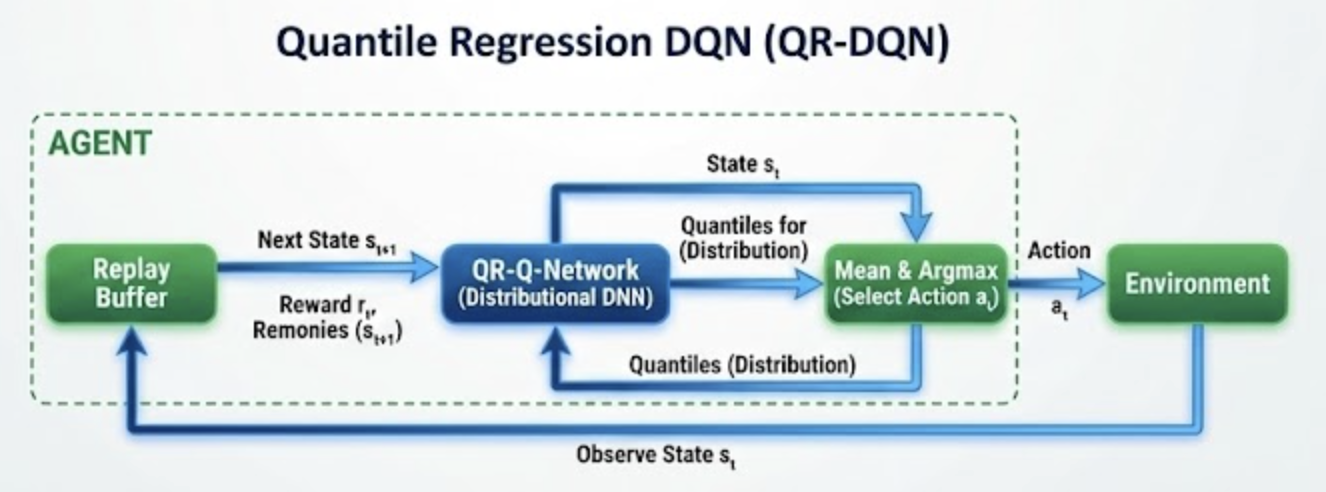 Quantile Regression DQN (QR-DQN)
AGENT
State sₜ
Next State sₜ₊₁
Quantiles for
(Distribution)
Replay
Buffer
QR-Q-Network
(Distributional DNN)
Mean & Argmax
(Select Action aₜ)
Action
aₜ
Environment
Reward rₜ,
Remonies (sₜ₊₁)
Quantiles (Distribution)
Observe State sₜ